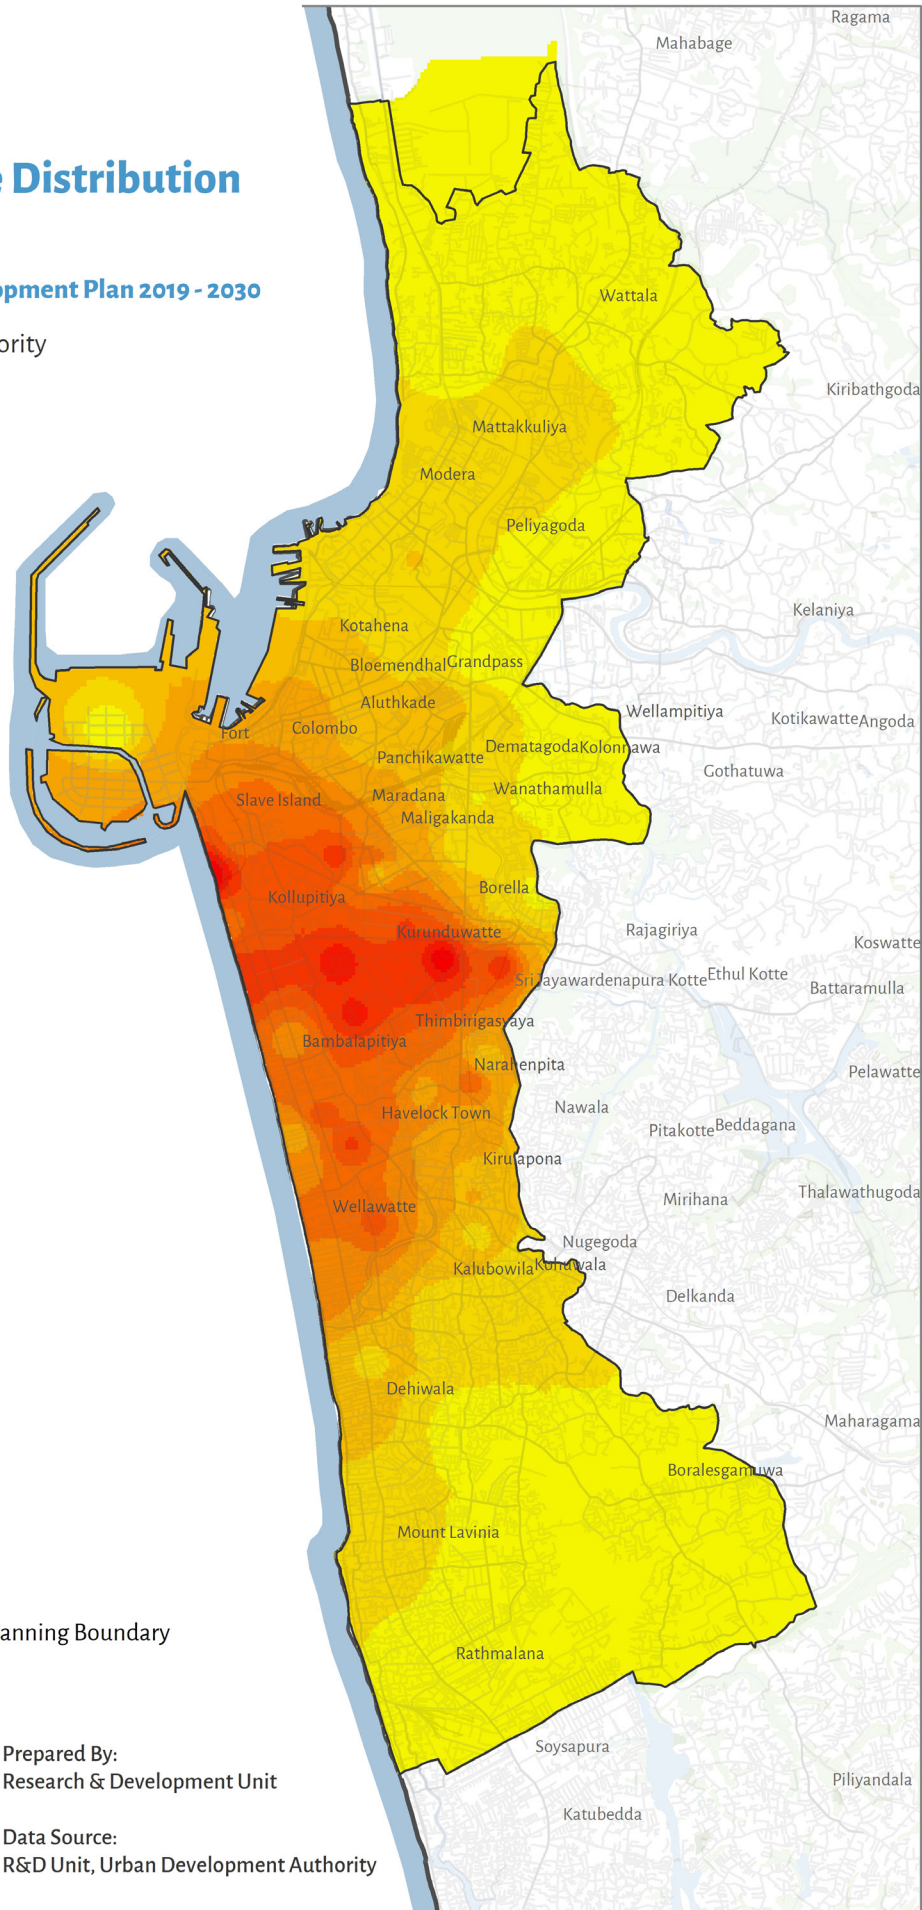 Ragama
Mahabage
e Distribution
opment Plan 2019 - 2030
Wattala
ority
Kiribathgoda
Mattakkuliya
Modera
Peliyagoda
Kelaniya
Kotahena
Bloemendhal
Grandpass
Aluthkade
Wellampitiya
Kotikawatte
Angoda
Fort
Colombo
Dematagoda
Kolonnawa
Panchikawatte
Gothatuwa
Wanathamulla
Slave Island
Maradana
Maligakanda
Borella
Kollupitiya
Kurunduwatte
Rajagiriya
Koswatte
Sri Jayawardenapura Kotte
Ethul Kotte
Battaramulla
Thimbirigasyaya
Bambalapitiya
Narahenpita
Pelawatte
Nawala
Havelock Town
Pitakotte
Beddagana
Kirulapona
Mirihana
Thalawathugoda
Wellawatte
Nugegoda
Kalubowila
Kohuwala
Delkanda
Dehiwala
Maharagama
Boralesgamuwa
Mount Lavinia
anning Boundary
Rathmalana
Soysapura
Prepared By:
Research & Development Unit
Piliyandala
Katubedda
Data Source:
R&D Unit, Urban Development Authority